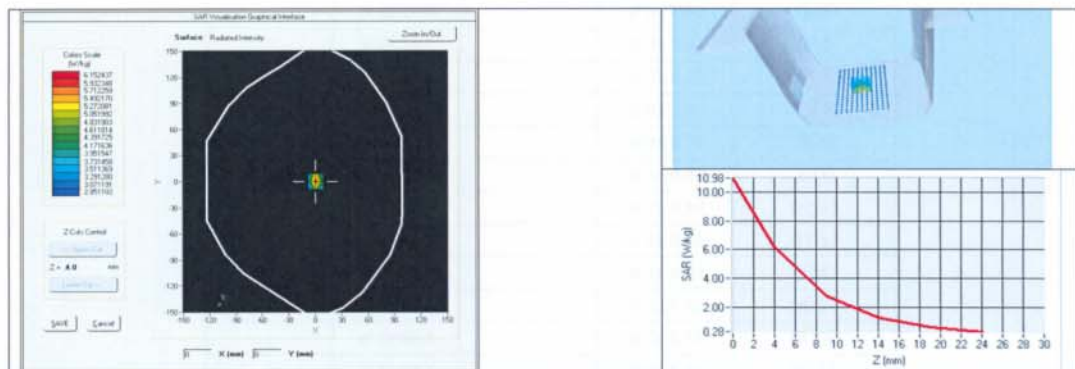 SAR Visualisation Graphical Interface
Surface Radiated Intensity
Zoom In/Out
Colors Scale
(W/kg)
6.152437
5.932348
5.712259
5.492170
5.272081
5.051992
4.831903
4.611814
4.391725
4.171636
3.951547
3.731458
3.511369
3.291280
3.071191
2.851102
Z Cuts Control
Z = 4.0 mm
SAVE
Cancel
150
120
90
60
30
0
-30
-60
-90
-120
-150
Y
-150 -120 -90 -60 -30 0 30 60 90 120 150
X
0 X (mm) 0 Y (mm)
10.98
10.00
8.00
6.00
4.00
2.00
0.28
SAR (W/kg)
0 2 4 6 8 10 12 14 16 18 20 22 24 26 28 30
Z (mm)